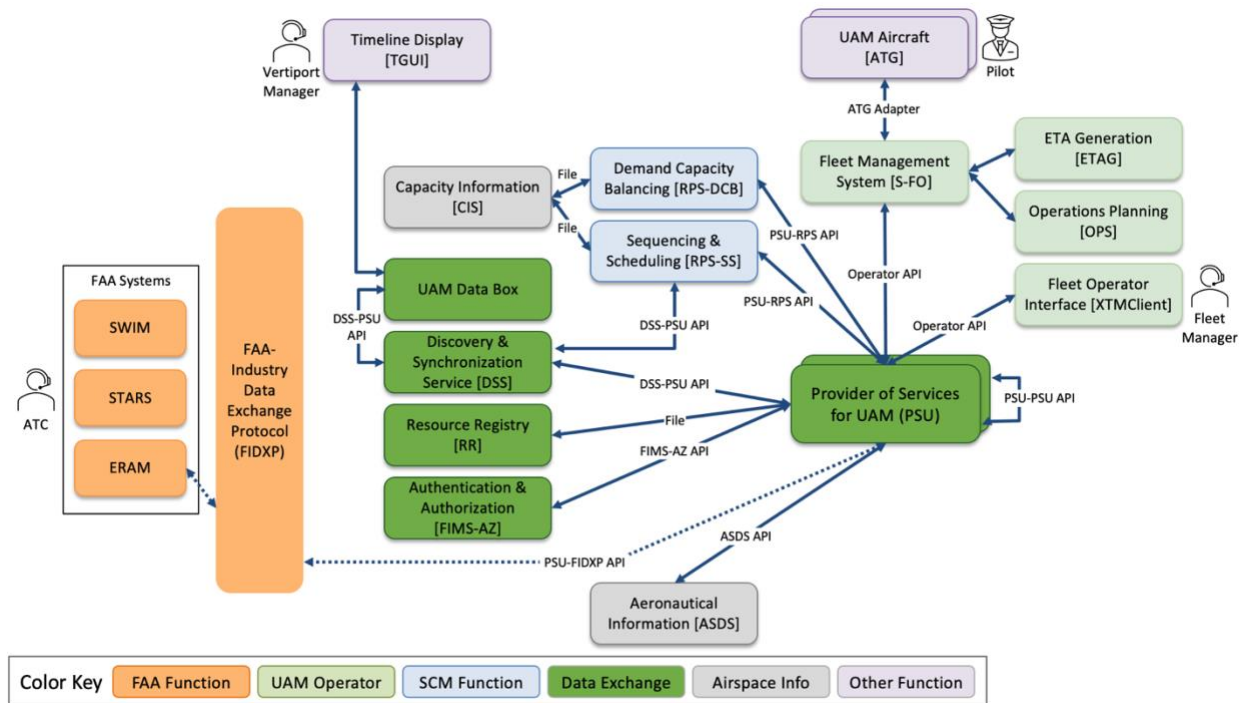 Vertiport
Manager
Timeline Display
[TGUI]
UAM Aircraft
[ATG]
Pilot
ATG Adapter
Fleet Management
System [S-FO]
ETA Generation
[ETAG]
Operations Planning
[OPS]
Fleet Operator
Interface [XTMClient]
Fleet
Manager
Capacity Information
[CIS]
File
File
Demand Capacity
Balancing [RPS-DCB]
Sequencing &
Scheduling [RPS-SS]
PSU-RPS API
PSU-RPS API
Operator API
Operator API
FAA Systems
SWIM
STARS
ERAM
ATC
FAA-
Industry
Data
Exchange
Protocol
(FIDXP)
DSS-PSU
API
UAM Data Box
Discovery &
Synchronization
Service [DSS]
Resource Registry
[RR]
Authentication &
Authorization
[FIMS-AZ]
DSS-PSU API
DSS-PSU API
File
FIMS-AZ API
Provider of Services
for UAM (PSU)
PSU-PSU API
ASDS API
PSU-FIDXP API
Aeronautical
Information [ASDS]
Color Key
FAA Function
UAM Operator
SCM Function
Data Exchange
Airspace Info
Other Function